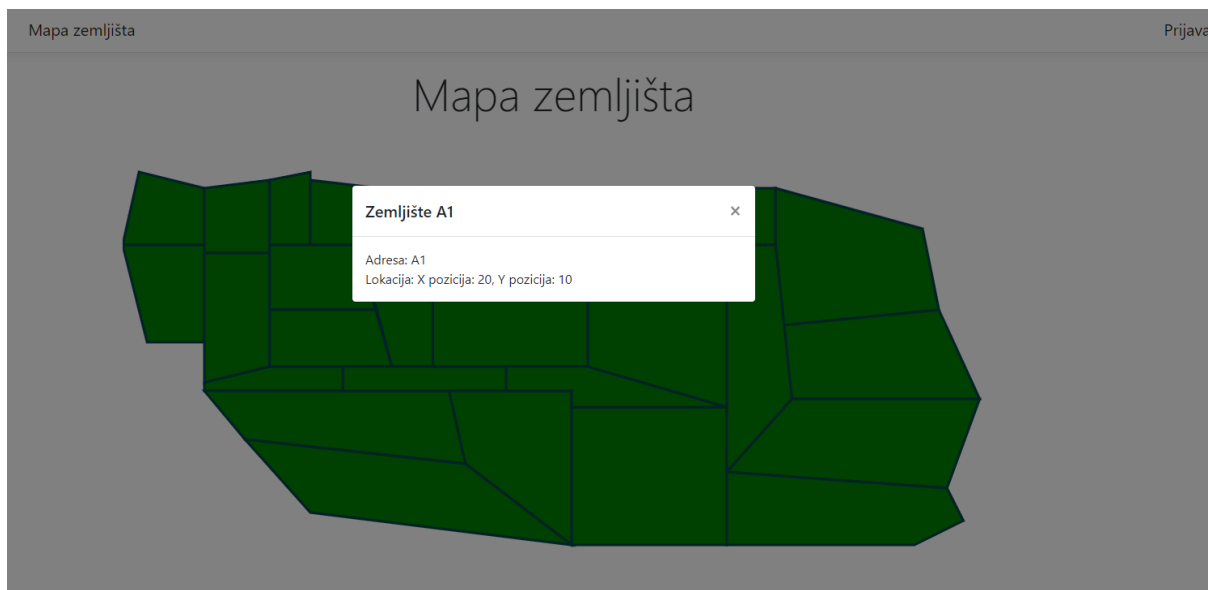 Mapa zemljišta
Prijava
Mapa zemljišta
Zemljište A1
×
Adresa: A1
Lokacija: X pozicija: 20, Y pozicija: 10